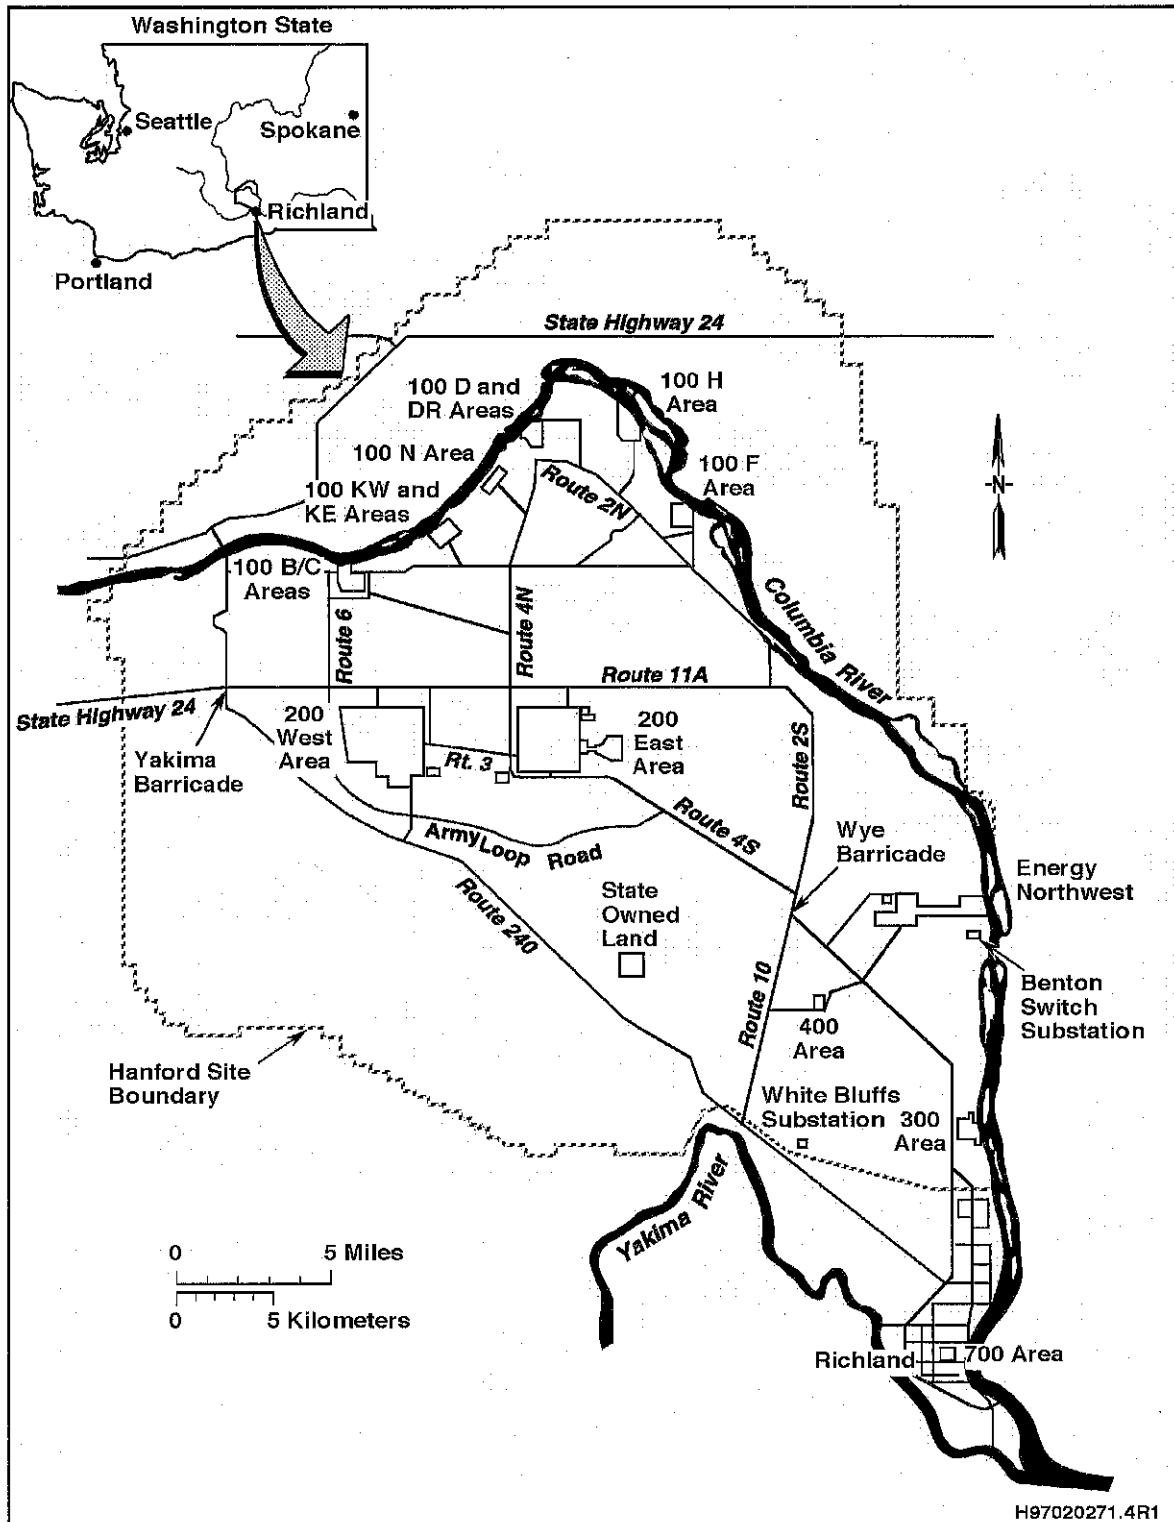 Washington State
Seattle
Spokane
Richland
Portland
State Highway 24
100 D and
DR Areas
100 H
Area
100 N Area
100 F
Area
100 KW and
KE Areas
Route 2N
N
100 B/C
Areas
Columbia River
Route 6
Route 4N
Route 11A
State Highway 24
200
West
Area
200
East
Area
Yakima
Barricade
Rt. 3
Route 2S
Army Loop Road
Route 4S
Wye
Barricade
Energy
Northwest
Route 240
State
Owned
Land
Route 10
Benton
Switch
Substation
400
Area
Hanford Site
Boundary
White Bluffs
Substation
300
Area
Yakima River
0 5 Miles
0 5 Kilometers
Richland
700 Area
H97020271.4R1